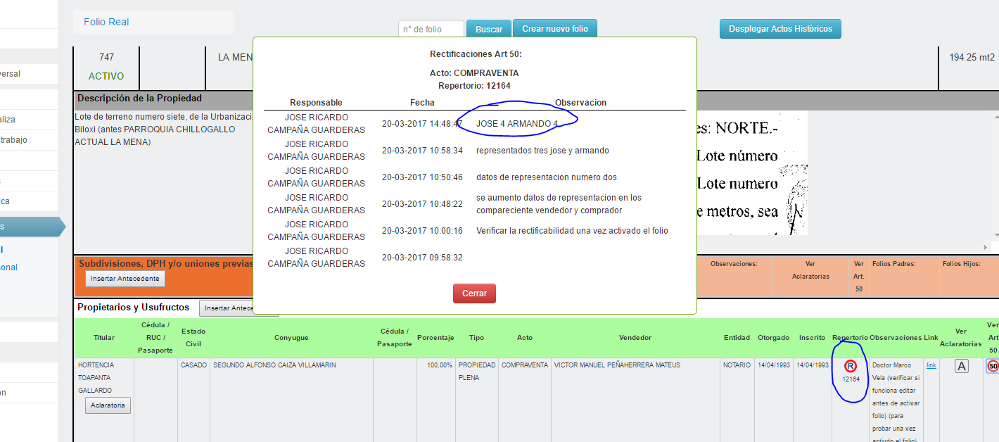 Folio Real
n° de folio
Buscar
Crear nuevo folio
Desplegar Actos Históricos
747
ACTIVO
LA MEN
194.25 mt2
Descripción de la Propiedad
Lote de terreno numero siete, de la Urbanizaci
Biloxi (antes PARROQUIA CHILLOGALLO
ACTUAL LA MENA)
es: NORTE.-
Lote número
Lote numero
e metros, sea
ersal
liza
trabajo
ca
s
l
onal
ón
Rectificaciones Art 50:
Acto: COMPRAVENTA
Repertorio: 12164
Responsable Fecha Observacion
JOSE RICARDO
CAMPAÑA GUARDERAS 20-03-2017 14:48:47 JOSE 4 ARMANDO 4
JOSE RICARDO
CAMPAÑA GUARDERAS 20-03-2017 10:58:34 representados tres jose y armando
JOSE RICARDO
CAMPAÑA GUARDERAS 20-03-2017 10:50:46 datos de representacion numero dos
JOSE RICARDO
CAMPAÑA GUARDERAS 20-03-2017 10:48:22 se aumento datos de representacion en los
compareciente vendedor y comprador
JOSE RICARDO
CAMPAÑA GUARDERAS 20-03-2017 10:00:16 Verificar la rectificabilidad una vez activado el folio
JOSE RICARDO
CAMPAÑA GUARDERAS 20-03-2017 09:58:32
Cerrar
Subdivisiones, DPH y/o uniones previas
Insertar Antecedente
Observaciones:
Ver
Aclaratorias
Ver
Art.
50
Folios Padres:
Folios Hijos:
Propietarios y Usufructo
Insertar Antece
Titular
Cédula /
RUC /
Pasaporte
Estado
Civil
Conyugue
Cédula /
Pasaporte
Porcentaje
Tipo
Acto
Vendedor
Entidad
Otorgado
Inscrito
Repertorio
Observaciones
Link
Ver
Aclaratorias
Ver
Art
50
HORTENCIA
TOAPANTA
GALLARDO
Aclaratoria
CASADO
SEGUNDO ALFONSO CAIZA VILLAMARIN
100,00%
PROPIEDAD
PLENA
COMPRAVENTA
VICTOR MANUEL PEÑAHERRERA MATEUS
NOTARIO
14/04/1993
14/04/1993
R
12164
Doctor Marco
Vela (verificar si
funciona editar
antes de activar
folio) (para
probar una vez
activdo el folio)
link
A
50